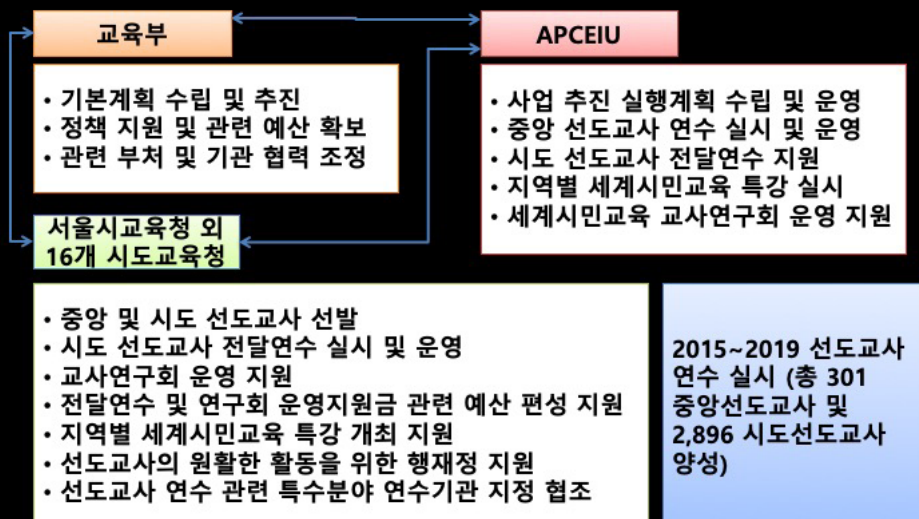 교육부
APCEIU
• 기본계획 수립 및 추진
• 정책 지원 및 관련 예산 확보
• 관련 부처 및 기관 협력 조정
• 사업 추진 실행계획 수립 및 운영
• 중앙 선도교사 연수 실시 및 운영
• 시도 선도교사 전달연수 지원
• 지역별 세계시민교육 특강 실시
• 세계시민교육 교사연구회 운영 지원
서울시교육청 외
16개 시도교육청
• 중앙 및 시도 선도교사 선발
• 시도 선도교사 전달연수 실시 및 운영
• 교사연구회 운영 지원
• 전달연수 및 연구회 운영지원금 관련 예산 편성 지원
• 지역별 세계시민교육 특강 개최 지원
• 선도교사의 원활한 활동을 위한 행재정 지원
• 선도교사 연수 관련 특수분야 연수기관 지정 협조
2015~2019 선도교사
연수 실시 (총 301
중앙선도교사 및
2,896 시도선도교사
양성)